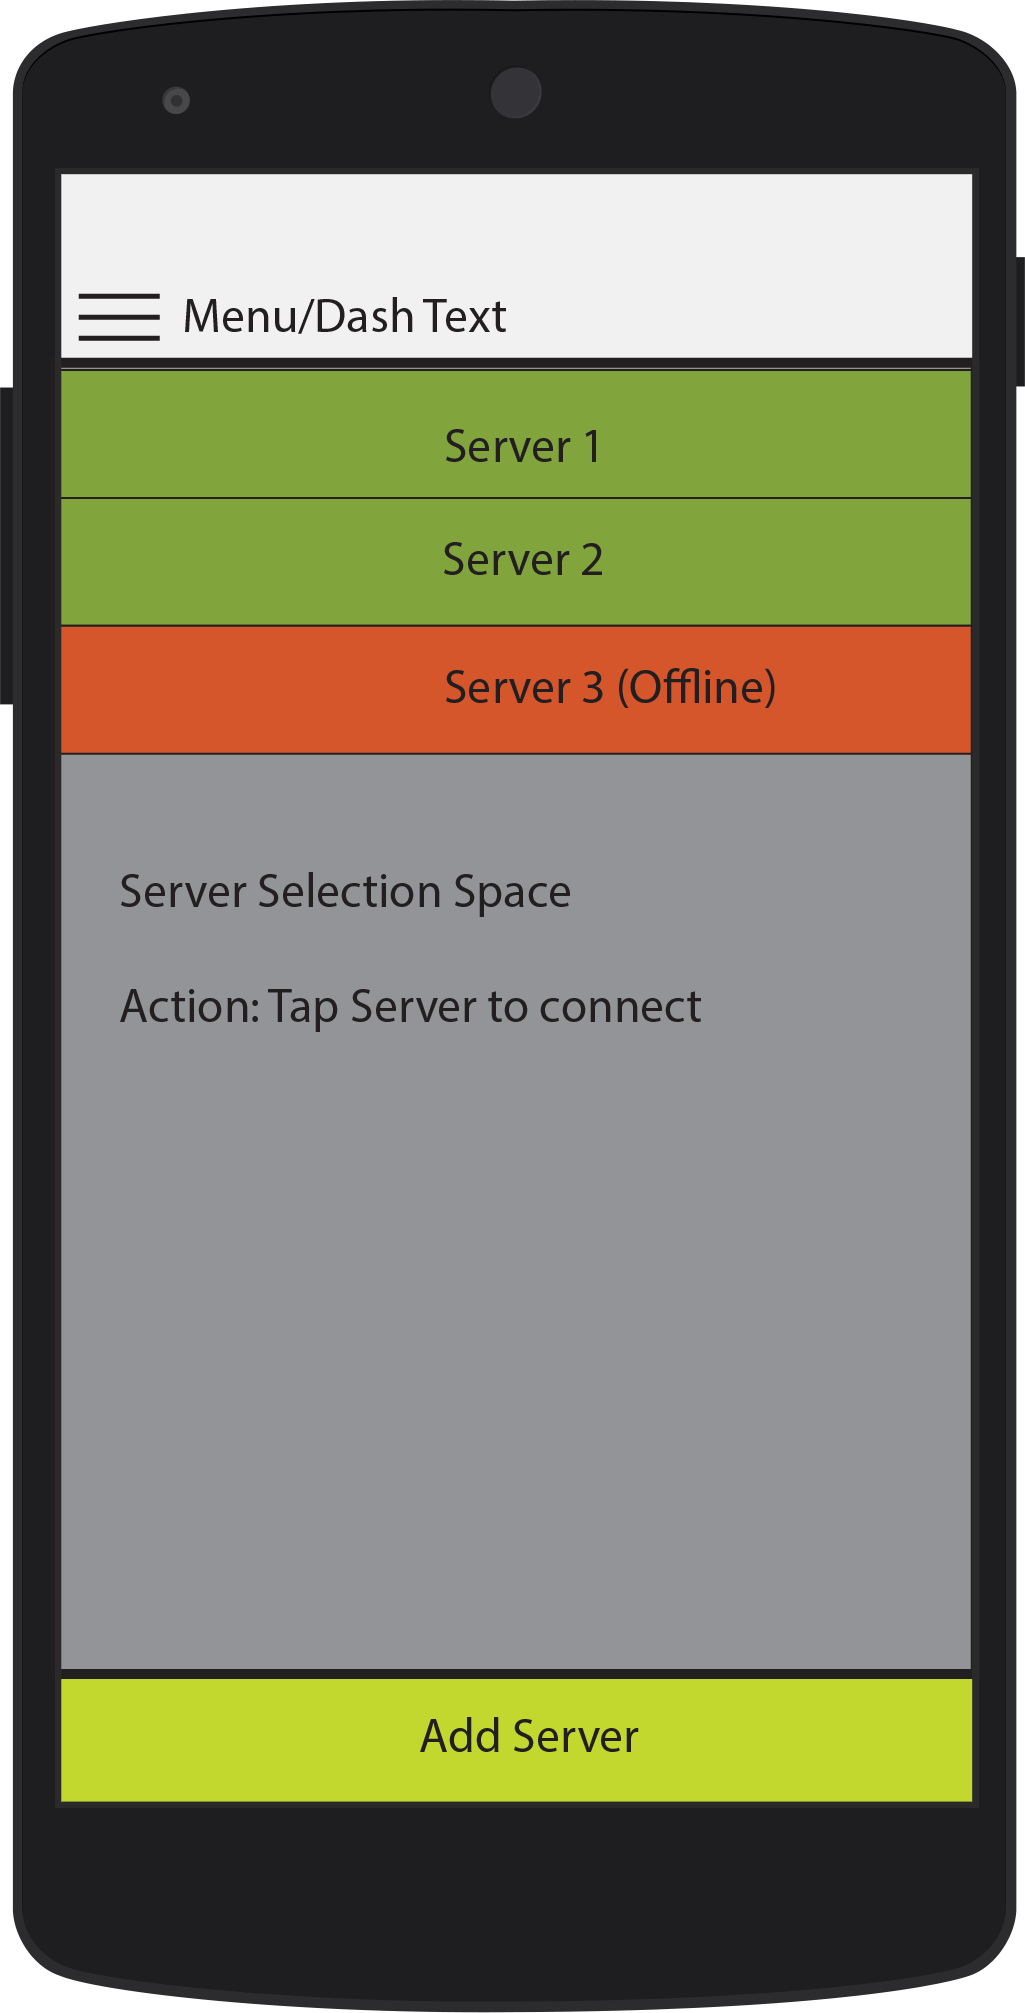 Menu/Dash Text
Server 1
Server 2
Server 3 (Offline)
Server Selection Space
Action: Tap Server to connect
Add Server